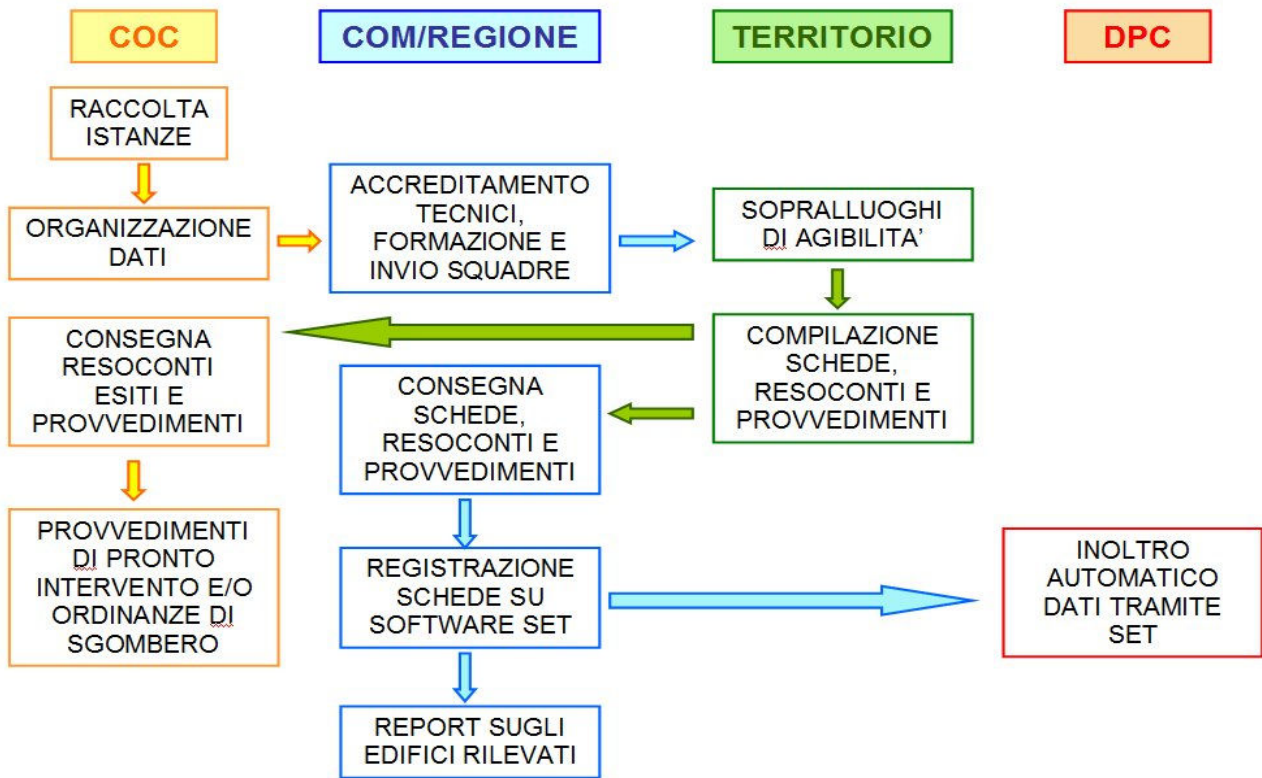 COC
COM/REGIONE
TERRITORIO
DPC
RACCOLTA
ISTANZE
ORGANIZZAZIONE
DATI
ACCREDITAMENTO
TECNICI,
FORMAZIONE E
INVIO SQUADRE
SOPRALLUOGHI
DI AGIBILITA’
CONSEGNA
RESOCONTI
ESITI E
PROVVEDIMENTI
CONSEGNA
SCHEDE,
RESOCONTI E
PROVVEDIMENTI
COMPILAZIONE
SCHEDE,
RESOCONTI E
PROVVEDIMENTI
PROVVEDIMENTI
DI PRONTO
INTERVENTO E/O
ORDINANZE DI
SGOMBERO
REGISTRAZIONE
SCHEDE SU
SOFTWARE SET
INOLTRO
AUTOMATICO
DATI TRAMITE
SET
REPORT SUGLI
EDIFICI RILEVATI